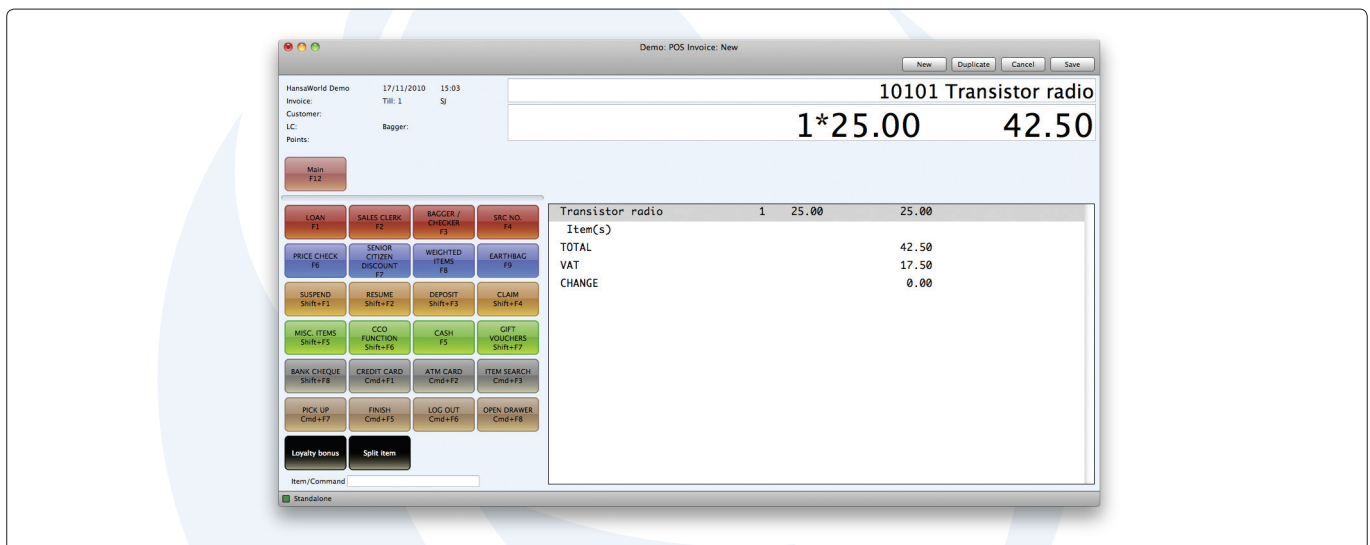 Demo: POS Invoice: New
New Duplicate Cancel Save
HansaWorld Demo 17/11/2010 15:03
Invoice: Till: 1 SJ
Customer:
LC: Bagger:
Points:
10101 Transistor radio
1*25.00 42.50
Main
F12
LOAN
F1
SALES CLERK
F2
BAGGER /
CHECKER
F3
SRC NO.
F4
PRICE CHECK
F6
SENIOR
CITIZEN
DISCOUNT
F7
WEIGHTED
ITEMS
F8
EARTHBAG
F9
SUSPEND
Shift+F1
RESUME
Shift+F2
DEPOSIT
Shift+F3
CLAIM
Shift+F4
MISC. ITEMS
Shift+F5
CCO
FUNCTION
Shift+F6
CASH
F5
GIFT
VOUCHERS
Shift+F7
BANK CHEQUE
Shift+F8
CREDIT CARD
Cmd+F1
ATM CARD
Cmd+F2
ITEM SEARCH
Cmd+F3
PICK UP
Cmd+F7
FINISH
Cmd+F5
LOG OUT
Cmd+F6
OPEN DRAWER
Cmd+F8
Loyalty bonus
Split item
Item/Command
Transistor radio 1 25.00 25.00
Item(s)
TOTAL 42.50
VAT 17.50
CHANGE 0.00
Standalone